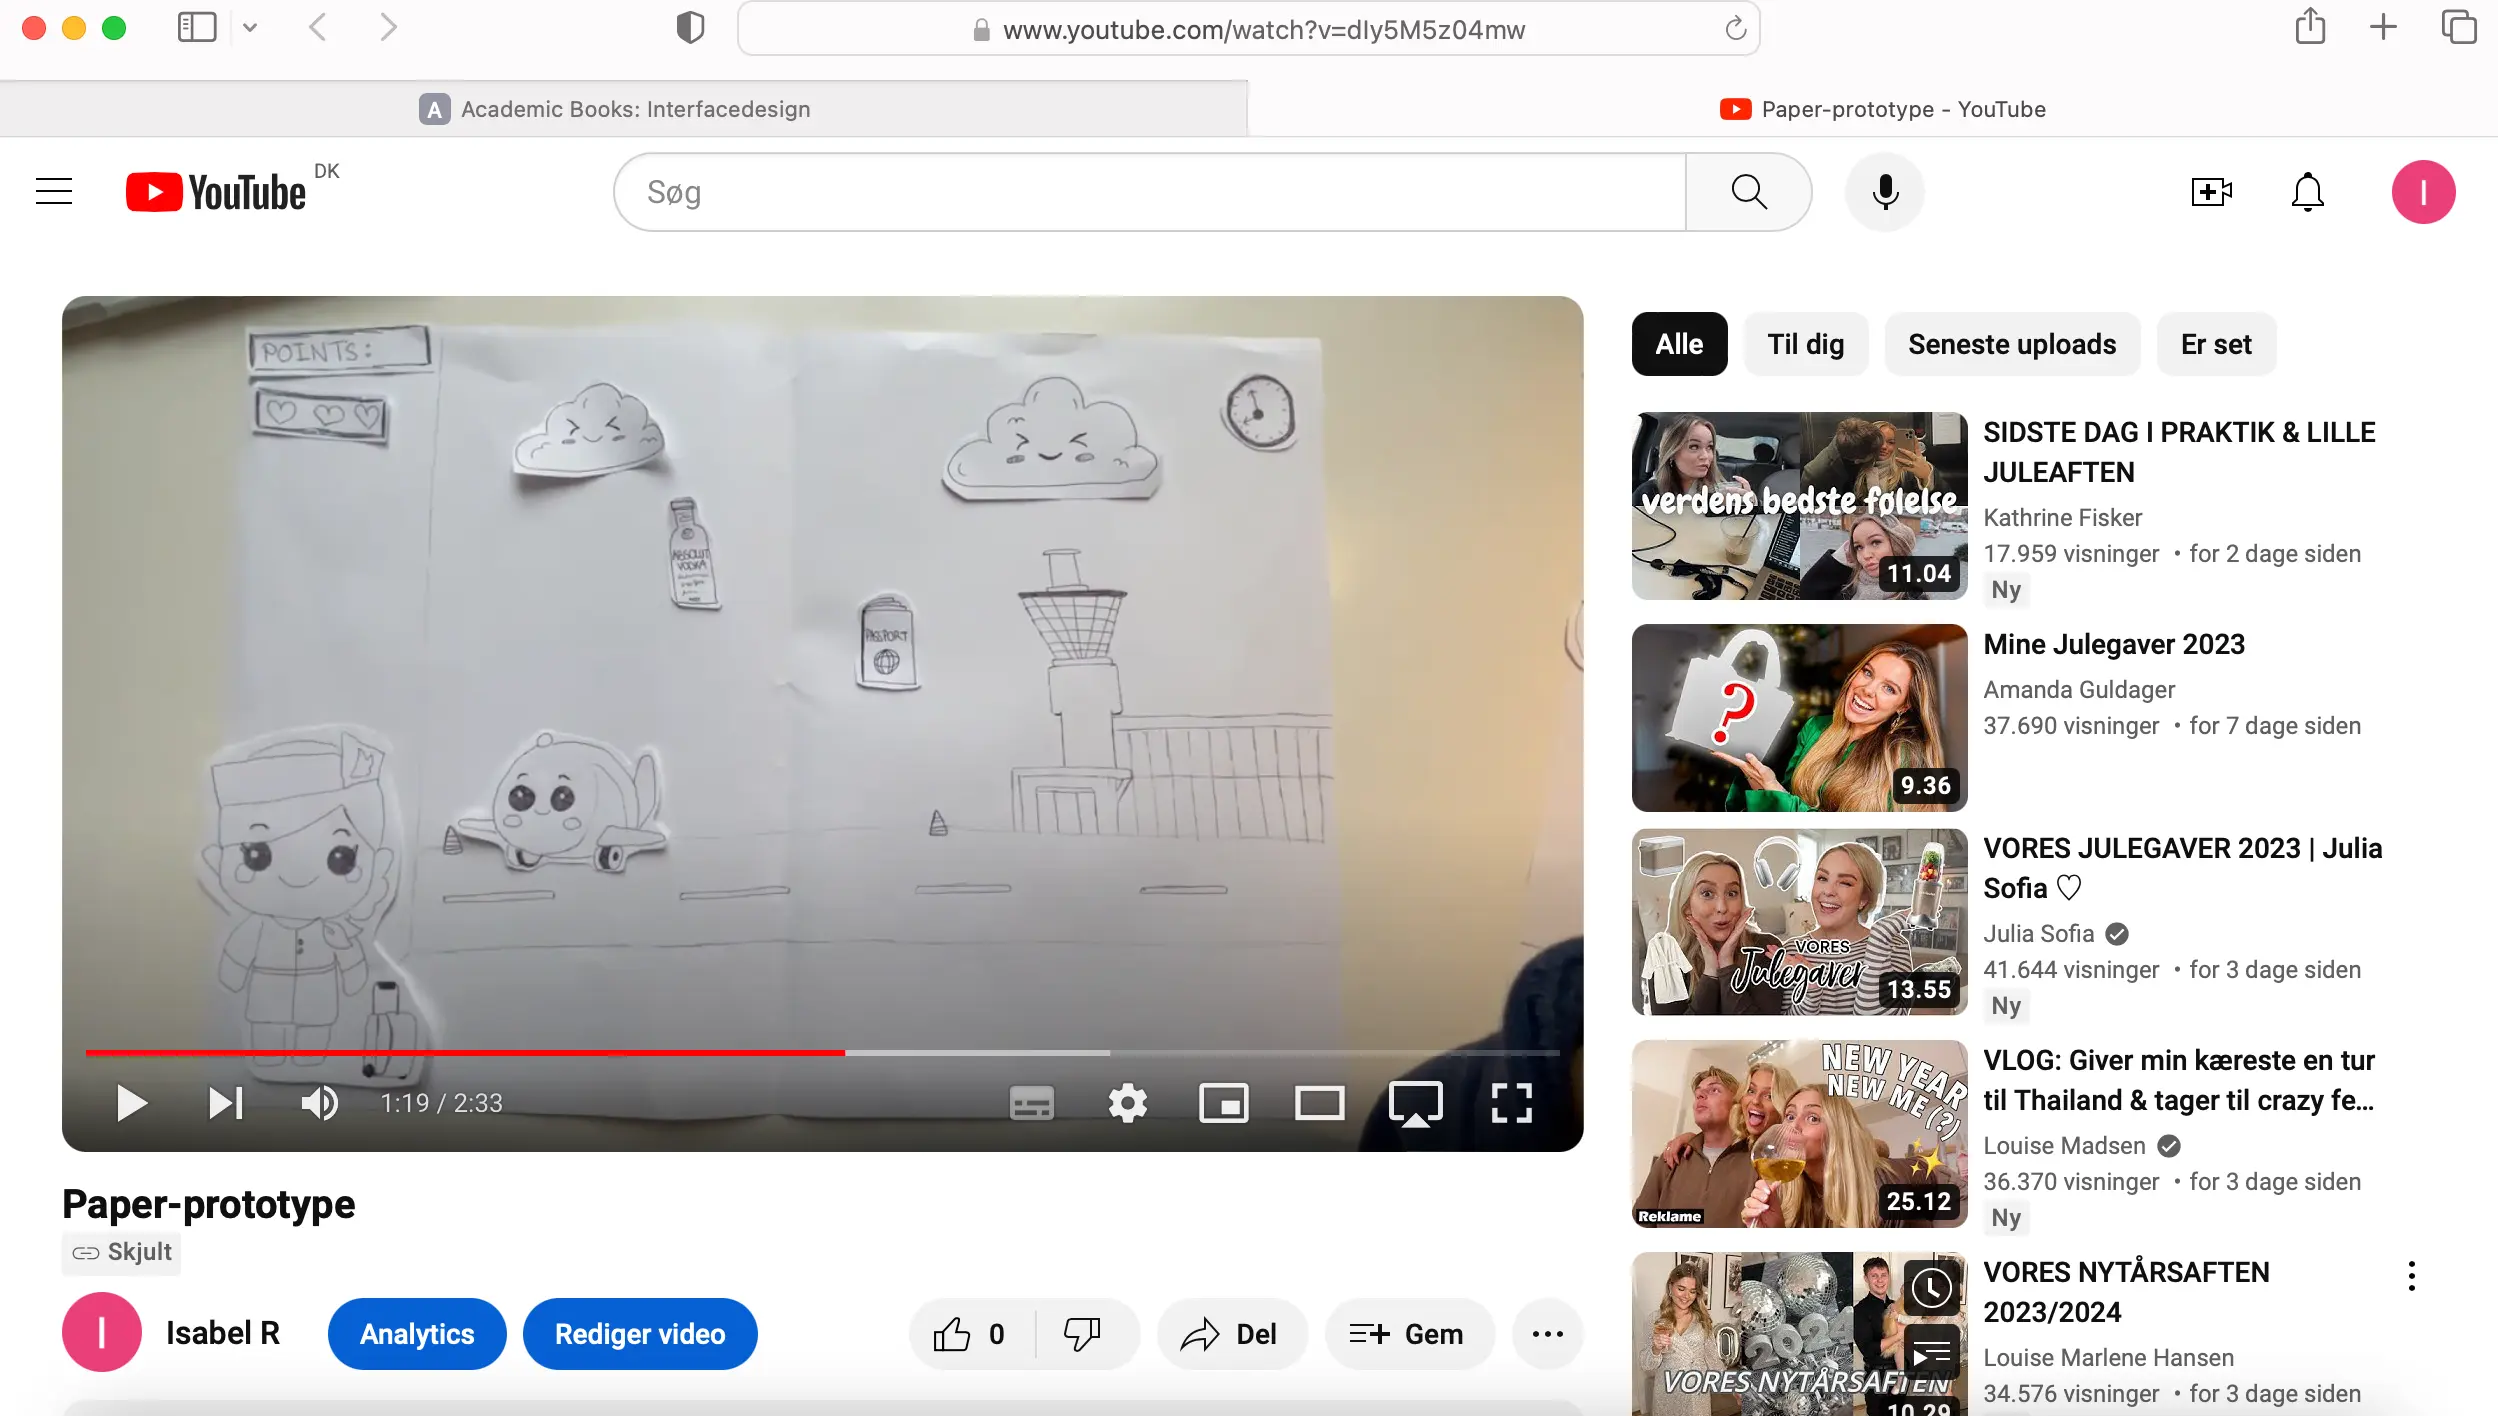 www.youtube.com/watch?v=dIy5M5z04mw
A Academic Books: Interfacedesign
Paper-prototype - YouTube
YouTube DK
Søg
I
POINTS:
ABSOLUT
VODKA
PASSPORT
1:19 / 2:33
Paper-prototype
Skjult
I
Isabel R
Analytics
Rediger video
0
Del
Gem
Alle
Til dig
Seneste uploads
Er set
verdens bedste følelse
11.04
SIDSTE DAG I PRAKTIK & LILLE
JULEAFTEN
Kathrine Fisker
17.959 visninger • for 2 dage siden
Ny
?
9.36
Mine Julegaver 2023
Amanda Guldager
37.690 visninger • for 7 dage siden
VORES
Julegaver
13.55
VORES JULEGAVER 2023 | Julia
Sofia ♡
Julia Sofia
41.644 visninger • for 3 dage siden
Ny
NEW YEAR
NEW ME(?)
Reklame
25.12
VLOG: Giver min kæreste en tur
til Thailand & tager til crazy fe...
Louise Madsen
36.370 visninger • for 3 dage siden
Ny
2024
VORES NYTÅRSAFTEN
10.29
VORES NYTÅRSAFTEN
2023/2024
Louise Marlene Hansen
34.576 visninger • for 3 dage siden